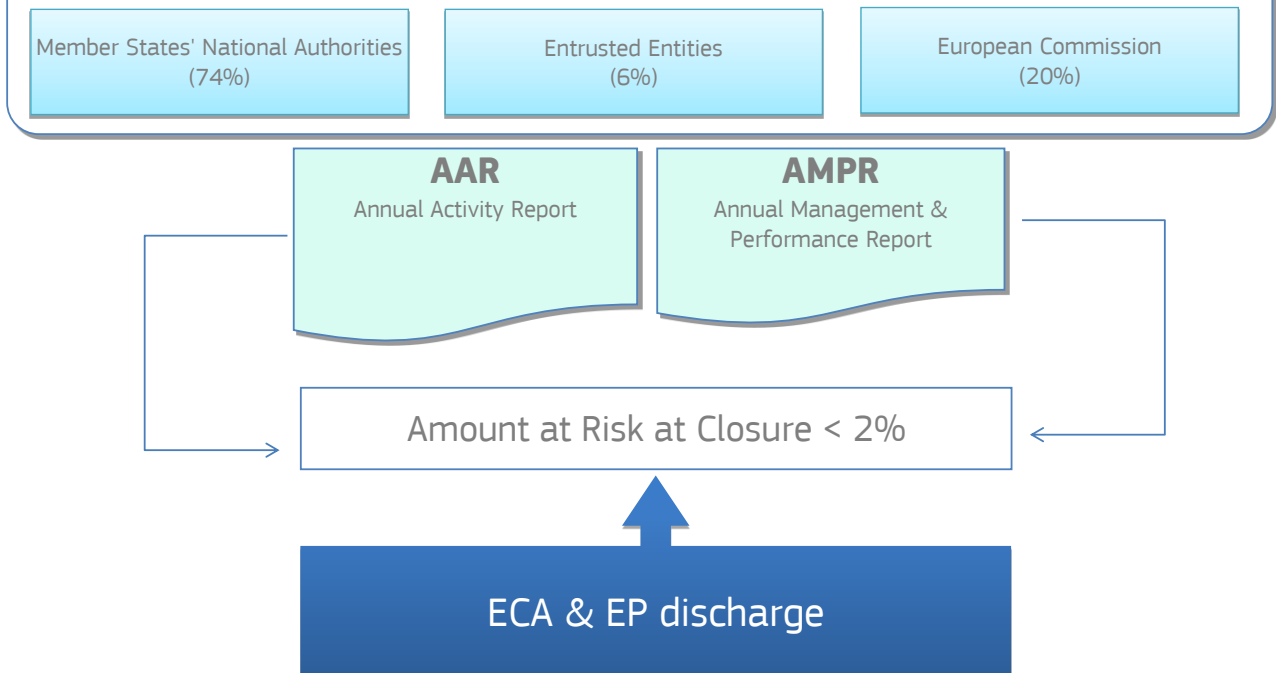 Member States' National Authorities
(74%)
Entrusted Entities
(6%)
European Commission
(20%)
AAR
Annual Activity Report
AMPR
Annual Management &
Performance Report
Amount at Risk at Closure < 2%
ECA & EP discharge